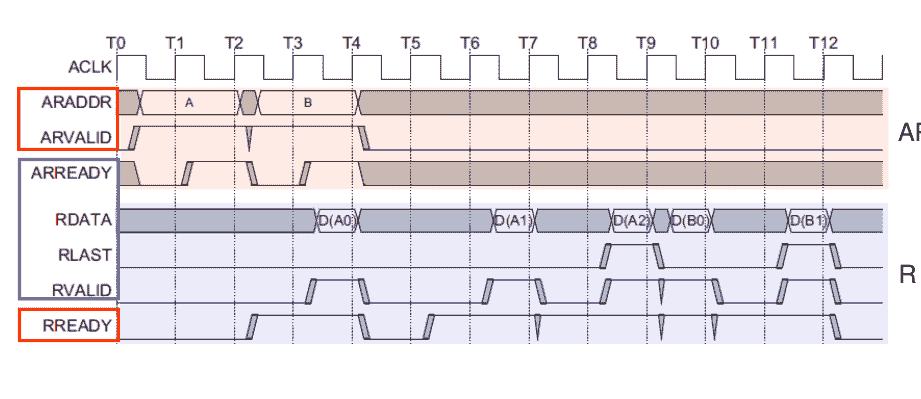 T0 T1 T2 T3 T4 T5 T6 T7 T8 T9 T10 T11 T12
ACLK
ARADDR A B
ARVALID
ARREADY
RDATA D(A0) D(A1) D(A2) D(B0) D(B1)
RLAST
RVALID R
RREADY